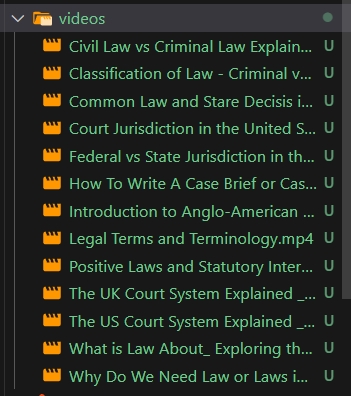 videos
Civil Law vs Criminal Law Explain... U
Classification of Law - Criminal v... U
Common Law and Stare Decisis i... U
Court Jurisdiction in the United S... U
Federal vs State Jurisdiction in th... U
How To Write A Case Brief or Cas... U
Introduction to Anglo-American ... U
Legal Terms and Terminology.mp4 U
Positive Laws and Statutory Inter... U
The UK Court System Explained _... U
The US Court System Explained _... U
What is Law About_ Exploring th... U
Why Do We Need Law or Laws i... U